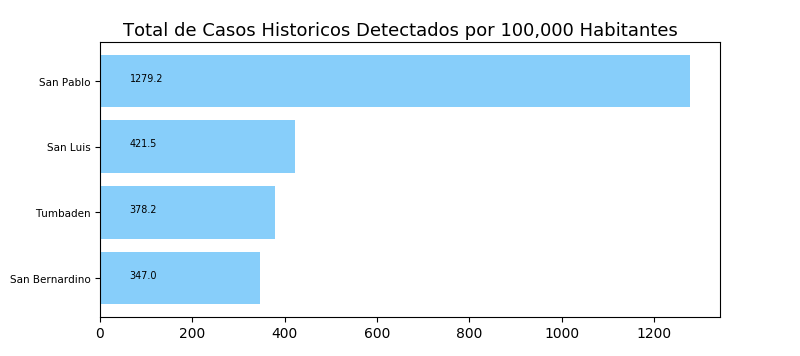 Total de Casos Historicos Detectados por 100,000 Habitantes
San Pablo 1279.2
San Luis 421.5
Tumbaden 378.2
San Bernardino 347.0
0 200 400 600 800 1000 1200